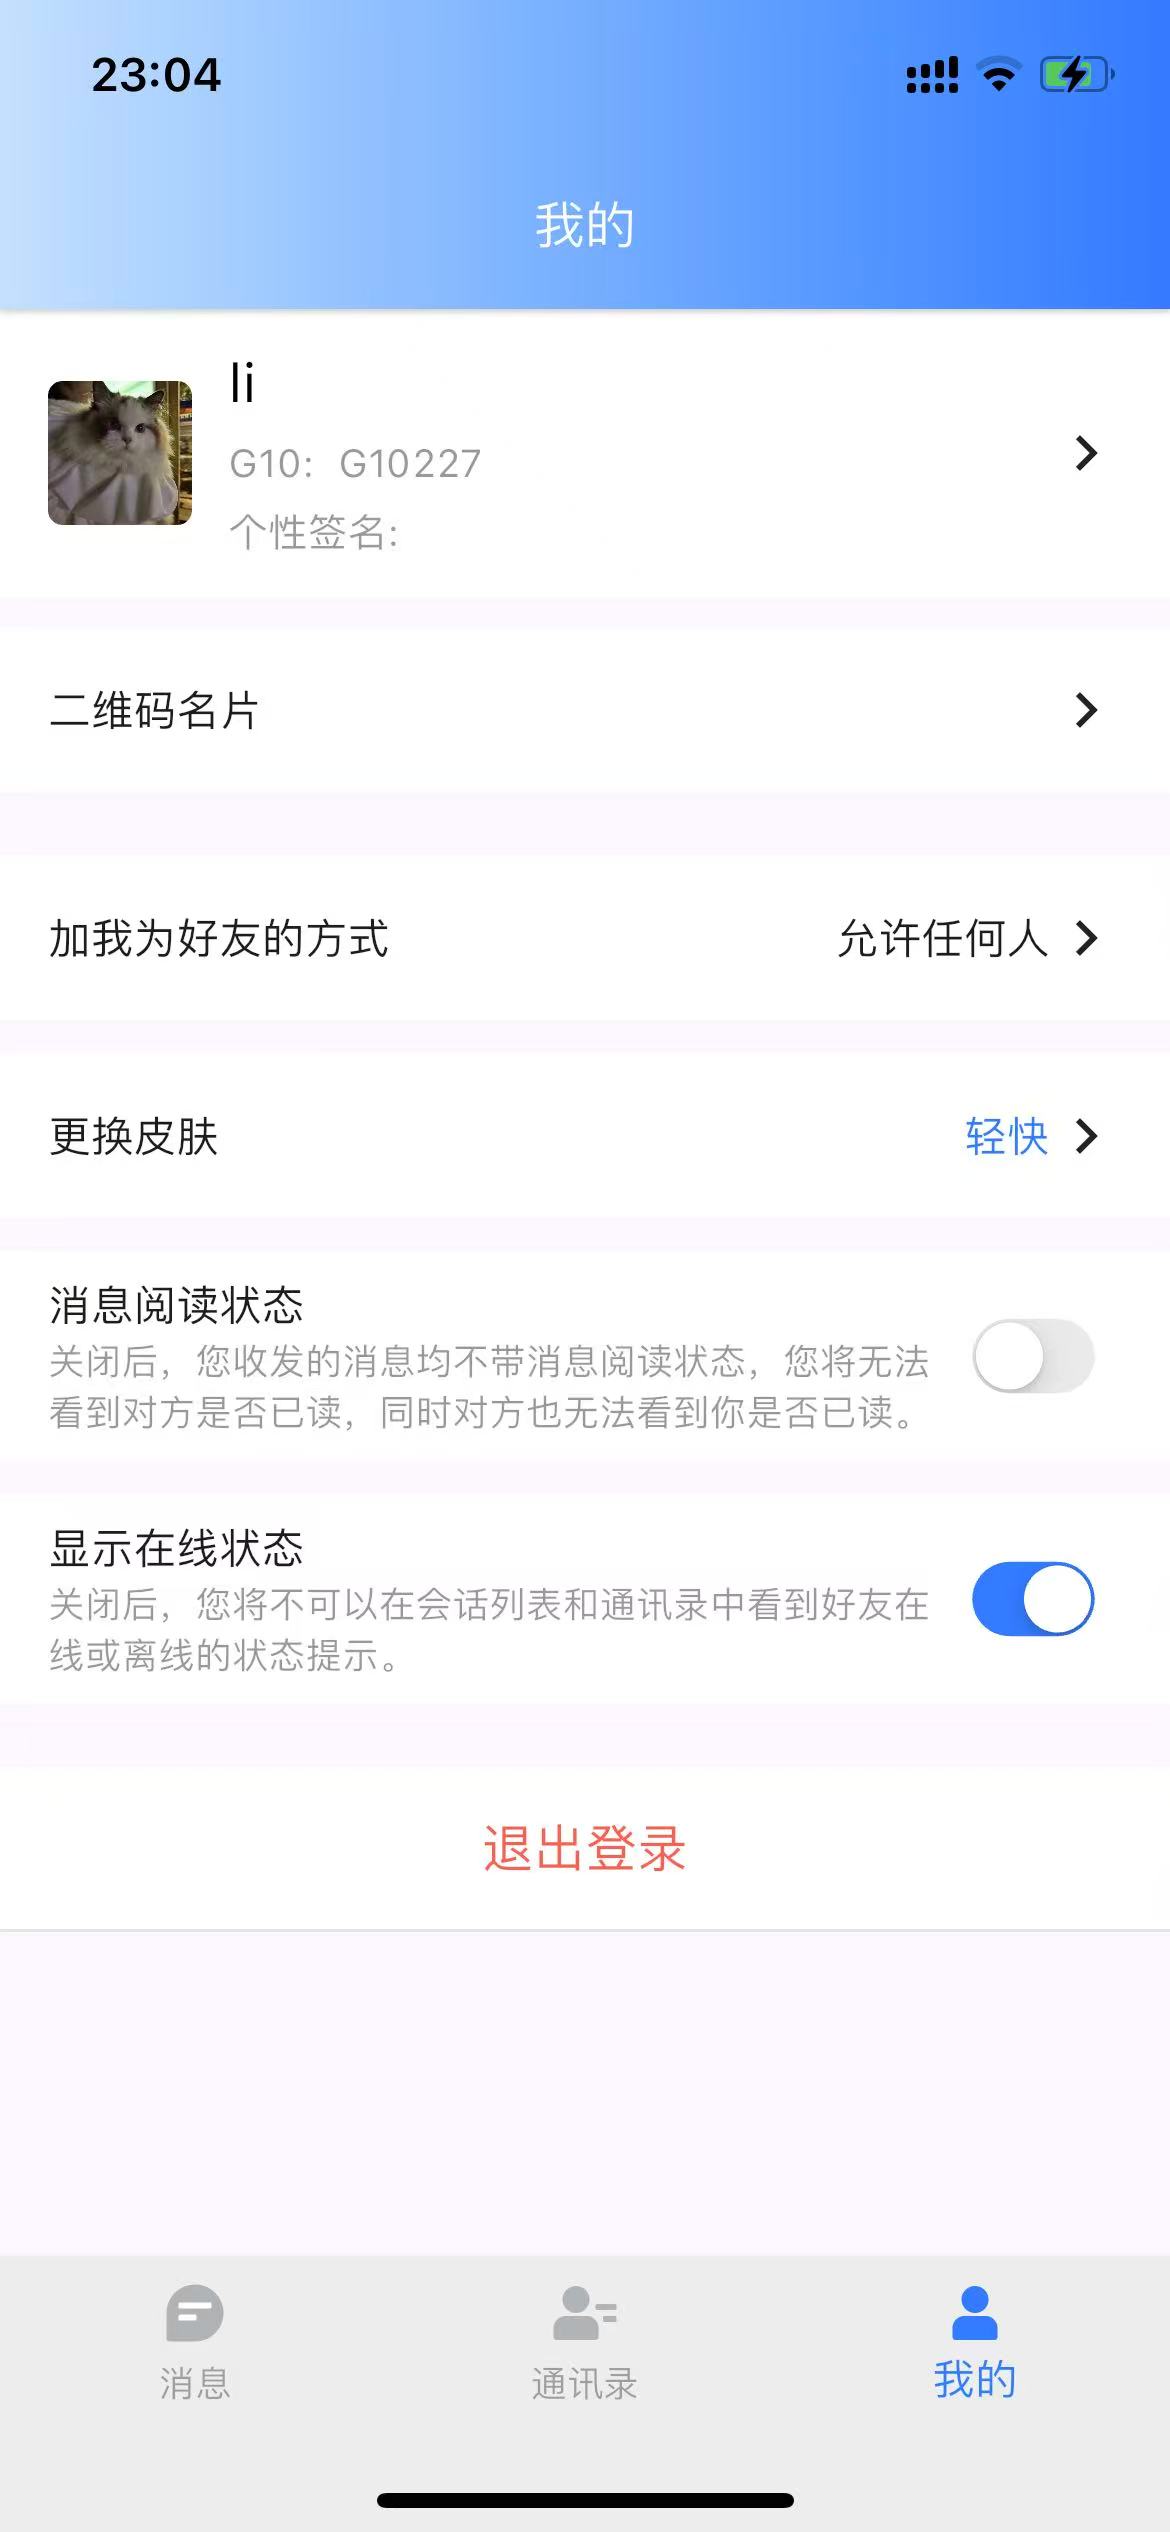 23:04
我的
li
G10：G10227
个性签名:
二维码名片
加我为好友的方式
允许任何人
更换皮肤
轻快
消息阅读状态
关闭后，您收发的消息均不带消息阅读状态，您将无法
看到对方是否已读，同时对方也无法看到你是否已读。
显示在线状态
关闭后，您将不可以在会话列表和通讯录中看到好友在
线或离线的状态提示。
退出登录
消息
通讯录
我的